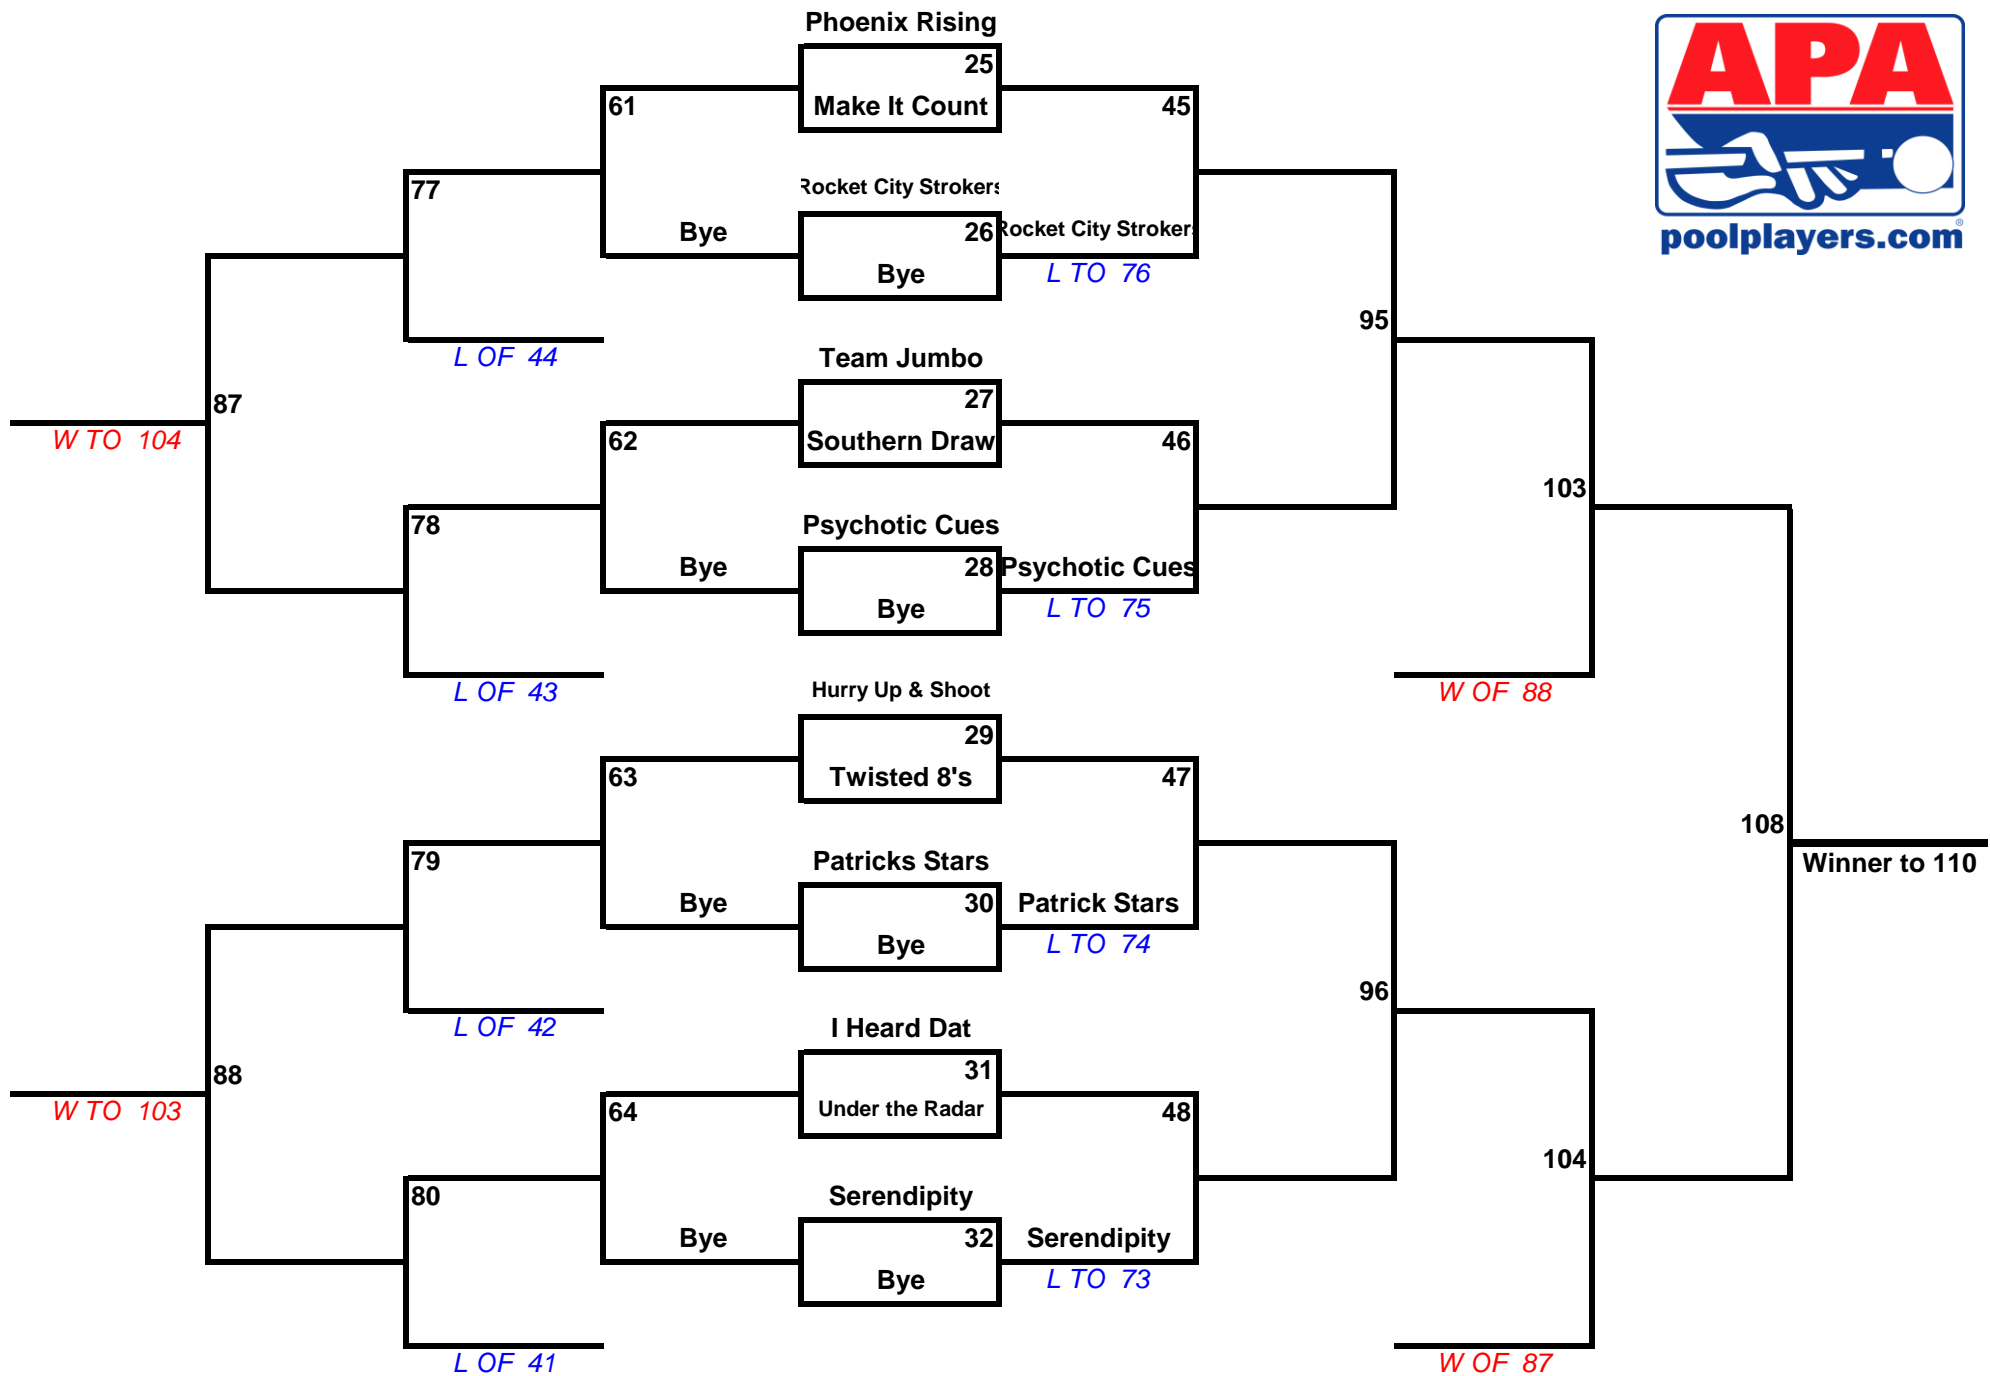 Phoenix Rising
APA
25
61
Make It Count
45
77
Rocket City Strokers
Bye
26
Rocket City Strokers
poolplayers.com
®
Bye
L TO 76
95
L OF 44
Team Jumbo
87
27
W TO 104
62
Southern Draw
46
103
78
Psychotic Cues
Bye
28
Psychotic Cues
Bye
L TO 75
L OF 43
Hurry Up & Shoot
W OF 88
29
63
Twisted 8's
47
108
79
Patricks Stars
Winner to 110
Bye
30
Patrick Stars
Bye
L TO 74
96
L OF 42
I Heard Dat
88
31
W TO 103
64
Under the Radar
48
104
80
Serendipity
Bye
32
Serendipity
Bye
L TO 73
L OF 41
W OF 87